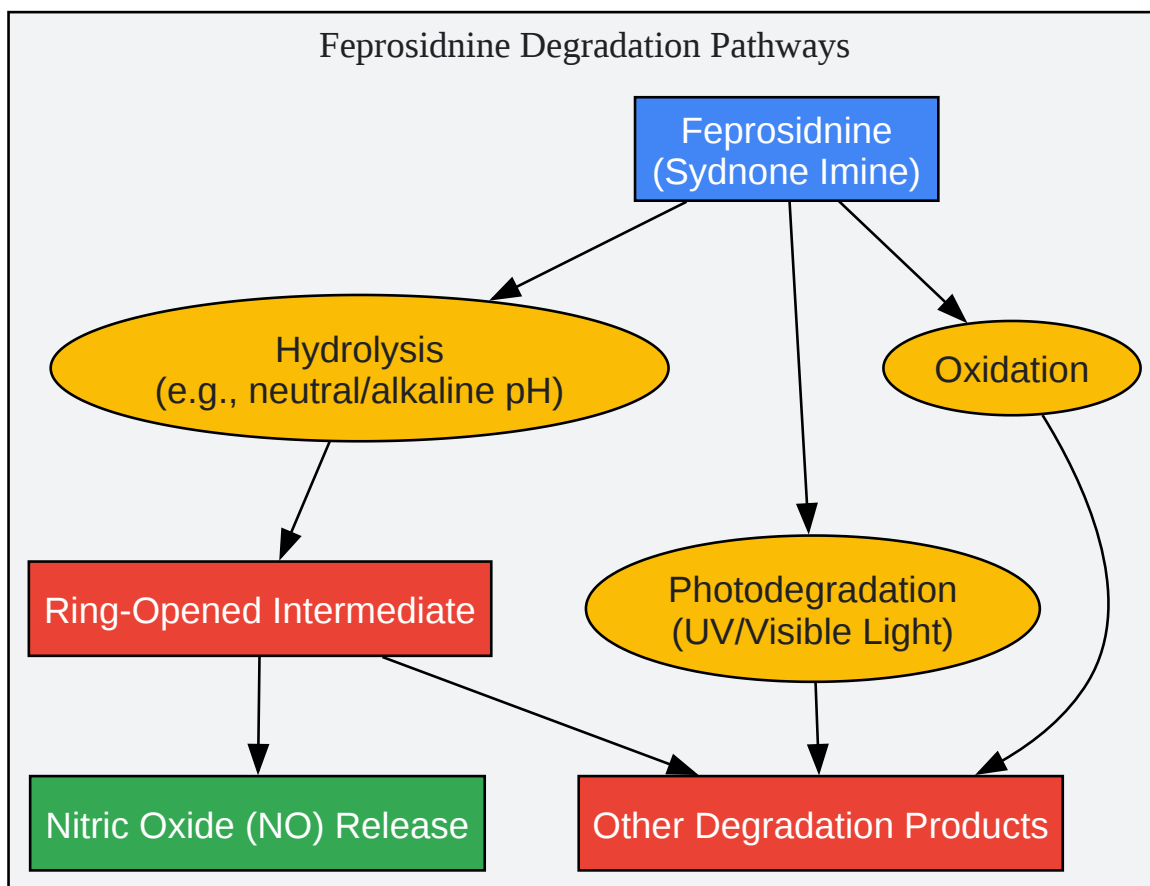 Feprosidnine Degradation Pathways
Feprosidnine
(Sydnone Imine)
Hydrolysis
(e.g., neutral/alkaline pH)
Oxidation
Photodegradation
(UV/Visible Light)
Ring-Opened Intermediate
Nitric Oxide (NO) Release
Other Degradation Products